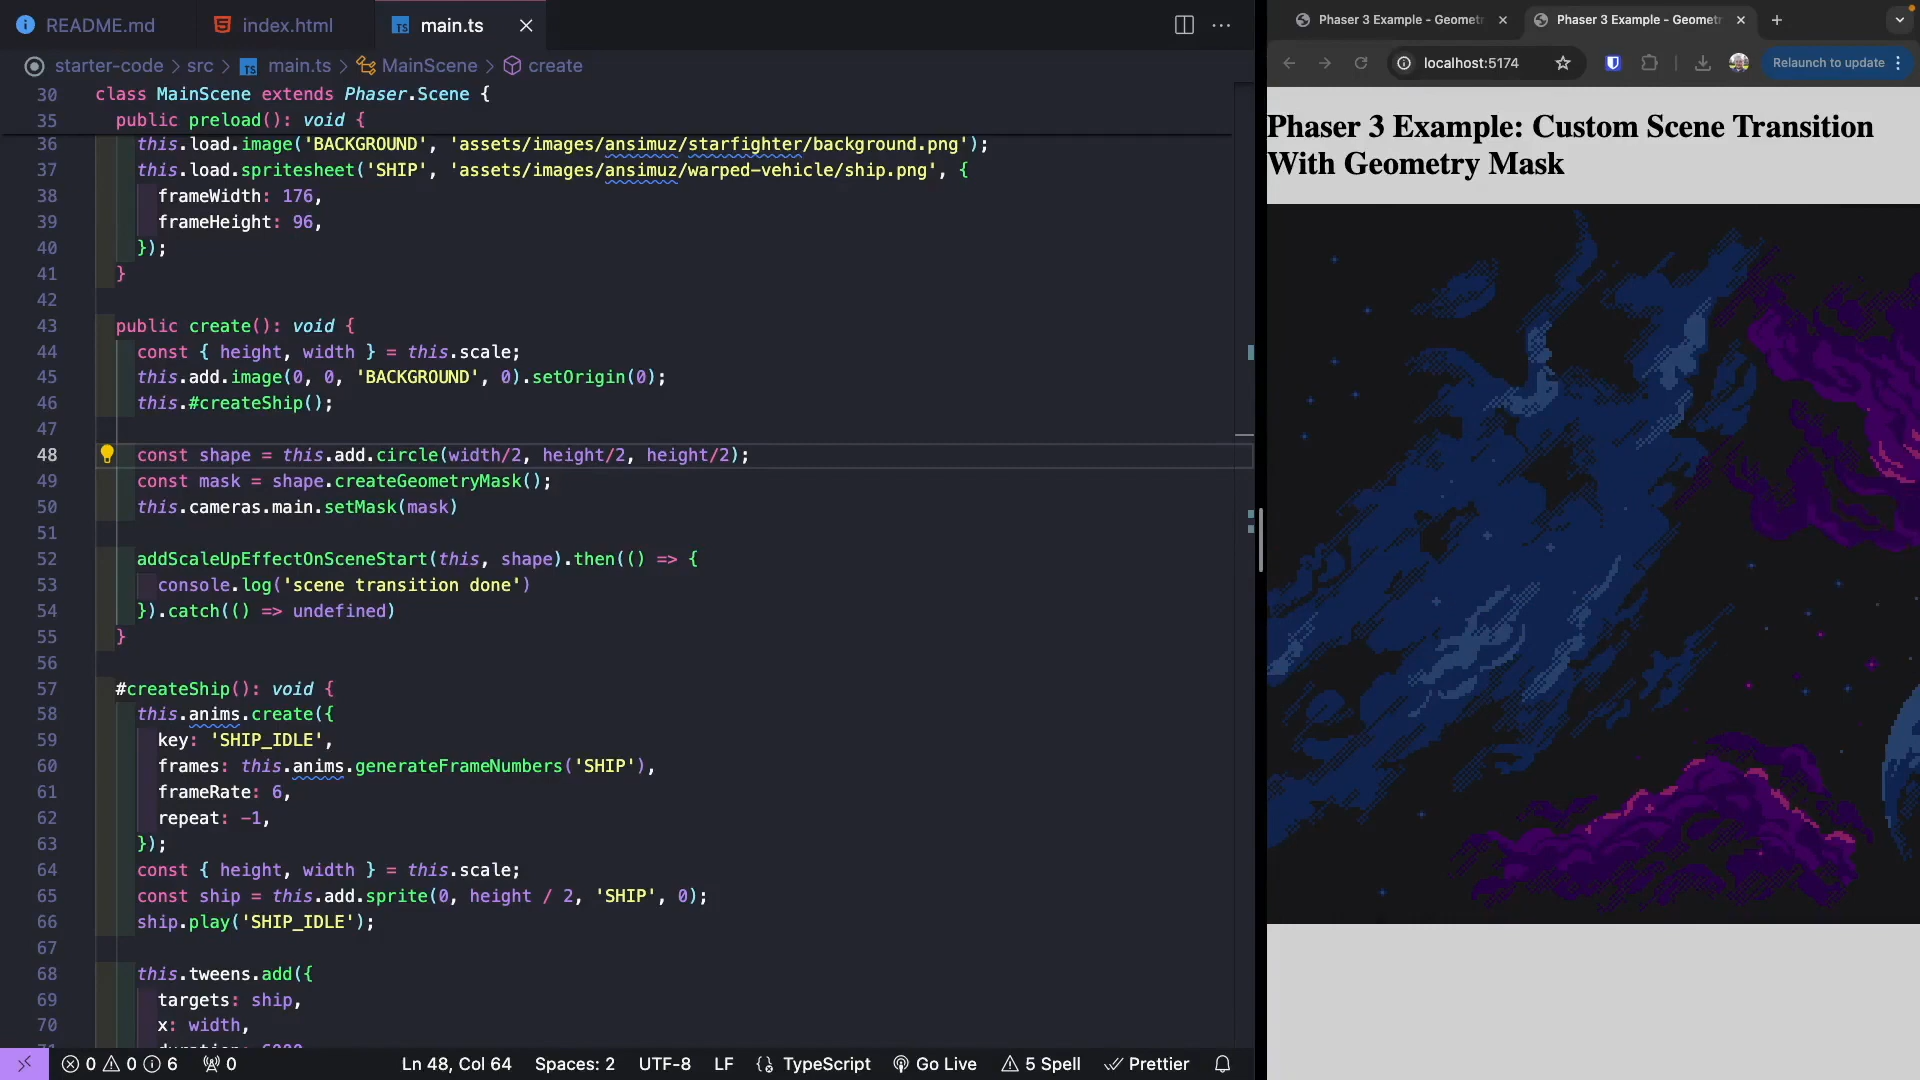 README.md
index.html
TS main.ts
starter-code > src > TS main.ts > MainScene > create
30 class MainScene extends Phaser.Scene {
35 public preload(): void {
36 this.load.image('BACKGROUND', 'assets/images/ansimuz/starfighter/background.png');
37 this.load.spritesheet('SHIP', 'assets/images/ansimuz/warped-vehicle/ship.png', {
38 frameWidth: 176,
39 frameHeight: 96,
40 });
41 }
42
43 public create(): void {
44 const { height, width } = this.scale;
45 this.add.image(0, 0, 'BACKGROUND', 0).setOrigin(0);
46 this.#createShip();
47
48 const shape = this.add.circle(width/2, height/2, height/2);
49 const mask = shape.createGeometryMask();
50 this.cameras.main.setMask(mask)
51
52 addScaleUpEffectOnSceneStart(this, shape).then(() => {
53 console.log('scene transition done')
54 }).catch(() => undefined)
55 }
56
57 #createShip(): void {
58 this.anims.create({
59 key: 'SHIP_IDLE',
60 frames: this.anims.generateFrameNumbers('SHIP'),
61 frameRate: 6,
62 repeat: -1,
63 });
64 const { height, width } = this.scale;
65 const ship = this.add.sprite(0, height / 2, 'SHIP', 0);
66 ship.play('SHIP_IDLE');
67
68 this.tweens.add({
69 targets: ship,
70 x: width,
0 0 6 0 Ln 48, Col 64 Spaces: 2 UTF-8 LF TypeScript Go Live 5 Spell Prettier
Phaser 3 Example - Geomet
Phaser 3 Example - Geomet
localhost:5174
Relaunch to update
Phaser 3 Example: Custom Scene Transition
With Geometry Mask